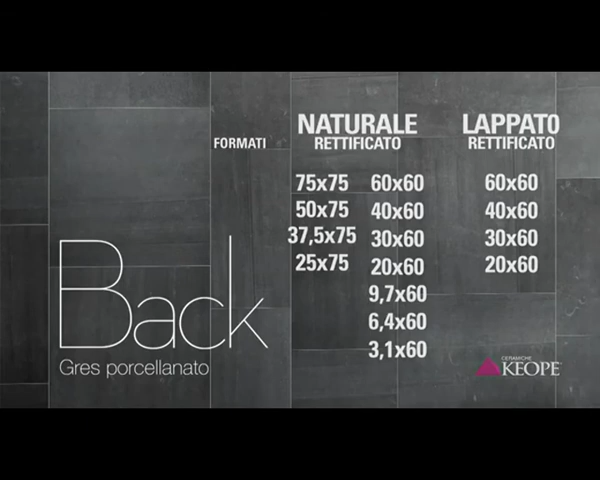 NATURALE LAPPATO
FORMATI RETTIFICATO RETTIFICATO
75x75 60x60 60x60
50x75 40x60 40x60
37,5x75 30x60 30x60
25x75 20x60 20x60
9,7x60
6,4x60
3,1x60
Back
Gres porcellanato
CERAMICHE
KEOPE